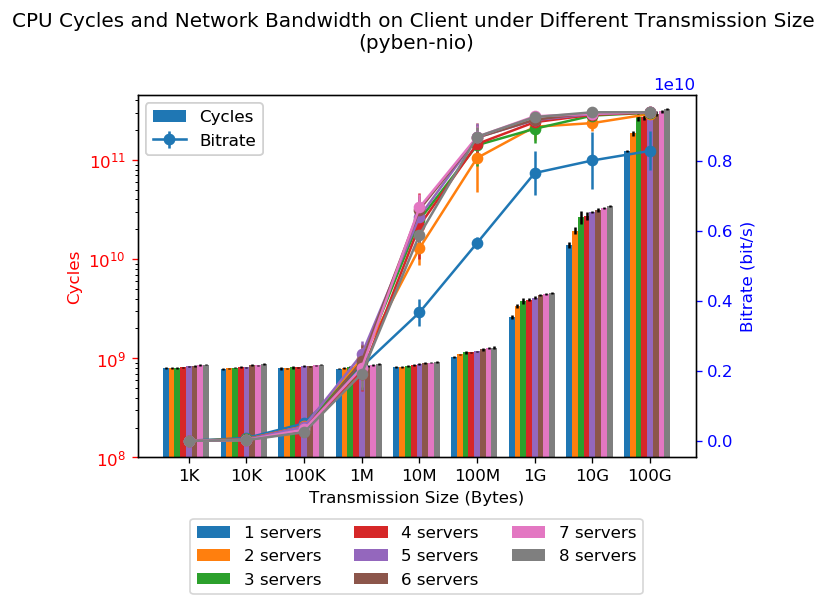 CPU Cycles and Network Bandwidth on Client under Different Transmission Size
(pyben-nio)
1e10
Cycles
Bitrate
10^11
10^10
10^9
10^8
Cycles
0.8
0.6
0.4
0.2
0.0
Bitrate (bit/s)
1K 10K 100K 1M 10M 100M 1G 10G 100G
Transmission Size (Bytes)
1 servers 4 servers 7 servers
2 servers 5 servers 8 servers
3 servers 6 servers